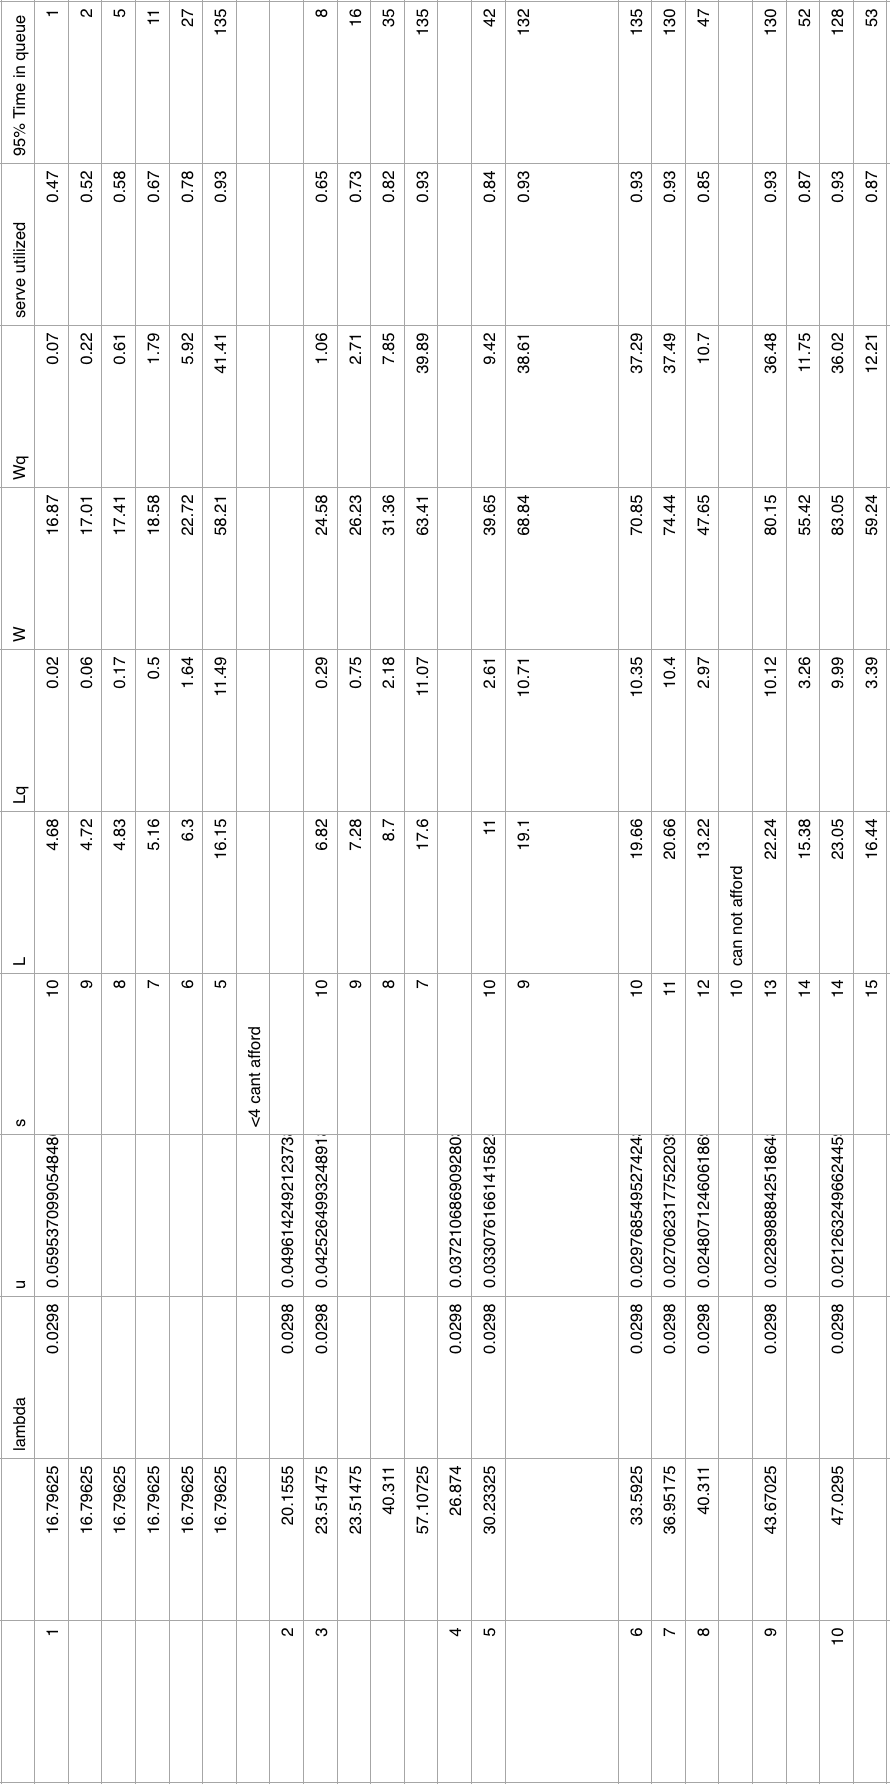 lambda u s L Lq W Wq serve utilized 95% Time in queue
1 16.79625 0.0298 0.059537099054848 10 4.68 0.02 16.87 0.07 0.47 1
16.79625 9 4.72 0.06 17.01 0.22 0.52 2
16.79625 8 4.83 0.17 17.41 0.61 0.58 5
16.79625 7 5.16 0.5 18.58 1.79 0.67 11
16.79625 6 6.3 1.64 22.72 5.92 0.78 27
16.79625 5 16.15 11.49 58.21 41.41 0.93 135
<4 cant afford
2 20.1555 0.0298 0.049614249212373
3 23.51475 0.0298 0.042526499324891 10 6.82 0.29 24.58 1.06 0.65 8
23.51475 9 7.28 0.75 26.23 2.71 0.73 16
40.311 8 8.7 2.18 31.36 7.85 0.82 35
57.10725 7 17.6 11.07 63.41 39.89 0.93 135
4 26.874 0.0298 0.037210686909280
5 30.23325 0.0298 0.033076166141582 10 11 2.61 39.65 9.42 0.84 42
9 19.1 10.71 68.84 38.61 0.93 132
6 33.5925 0.0298 0.029768549527424 10 19.66 10.35 70.85 37.29 0.93 135
7 36.95175 0.0298 0.027062317752203 11 20.66 10.4 74.44 37.49 0.93 130
8 40.311 0.0298 0.024807124606186 12 13.22 2.97 47.65 10.7 0.85 47
10 can not afford
9 43.67025 0.0298 0.022898884251864 13 22.24 10.12 80.15 36.48 0.93 130
14 15.38 3.26 55.42 11.75 0.87 52
10 47.0295 0.0298 0.021263249662445 14 23.05 9.99 83.05 36.02 0.93 128
15 16.44 3.39 59.24 12.21 0.87 53